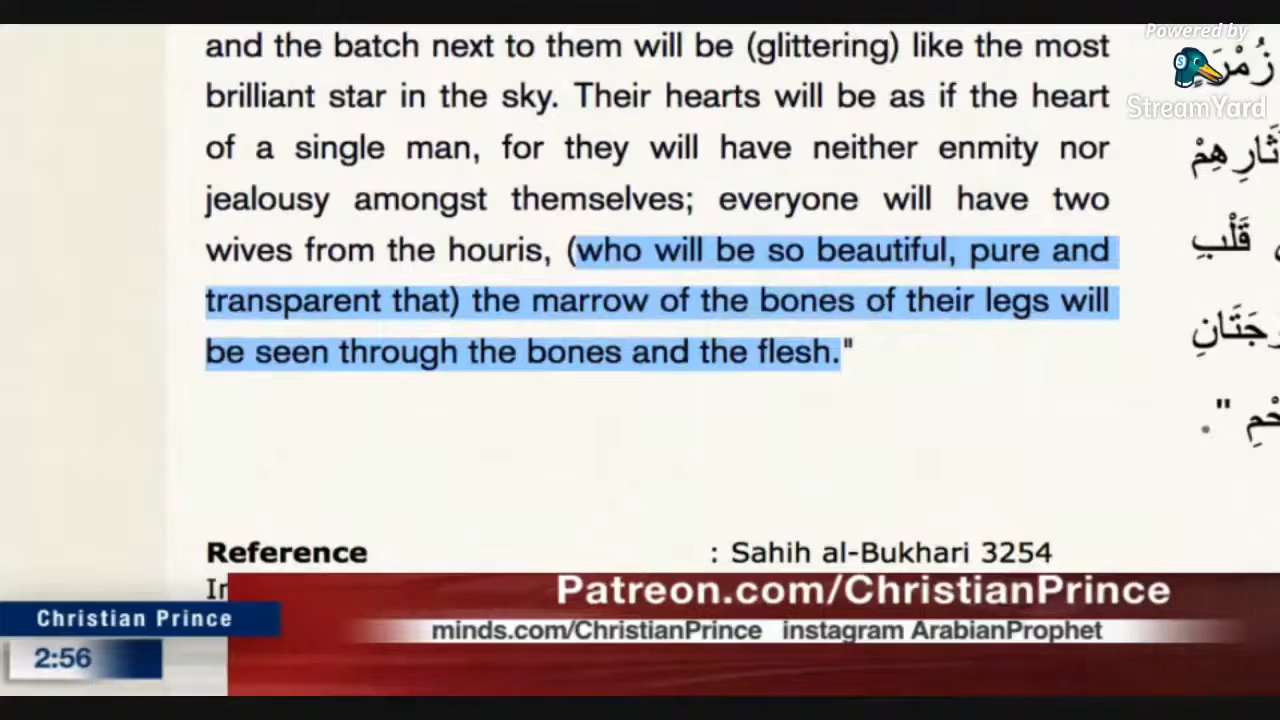 Powered by
StreamYard
and the batch next to them will be (glittering) like the most
brilliant star in the sky. Their hearts will be as if the heart
of a single man, for they will have neither enmity nor
jealousy amongst themselves; everyone will have two
wives from the houris, (who will be so beautiful, pure and
transparent that) the marrow of the bones of their legs will
be seen through the bones and the flesh."
قَلْبِ
Reference : Sahih al-Bukhari 3254
Patreon.com/ChristianPrince
Christian Prince
minds.com/ChristianPrince instagram ArabianProphet
2:56